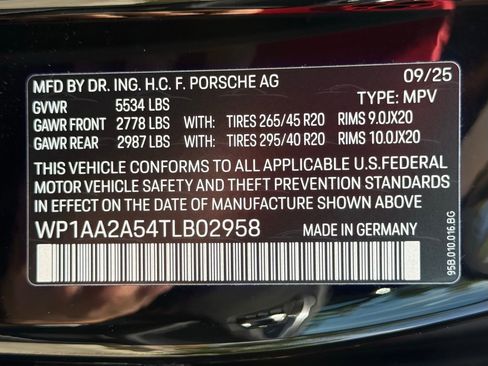 MFD BY DR. ING. H.C. F. PORSCHE AG 09/25
GVWR 5534 LBS TYPE: MPV
GAWR FRONT 2778 LBS WITH: TIRES 265/45 R20 RIMS 9.0JX20
GAWR REAR 2987 LBS WITH: TIRES 295/40 R20 RIMS 10.0JX20
THIS VEHICLE CONFORMS TO ALL APPLICABLE U.S.FEDERAL
MOTOR VEHICLE SAFETY AND THEFT PREVENTION STANDARDS
IN EFFECT ON THE DATE OF MANUFACTURE SHOWN ABOVE.
WP1AA2A54TLB02958 MADE IN GERMANY
95B.010.016.BG